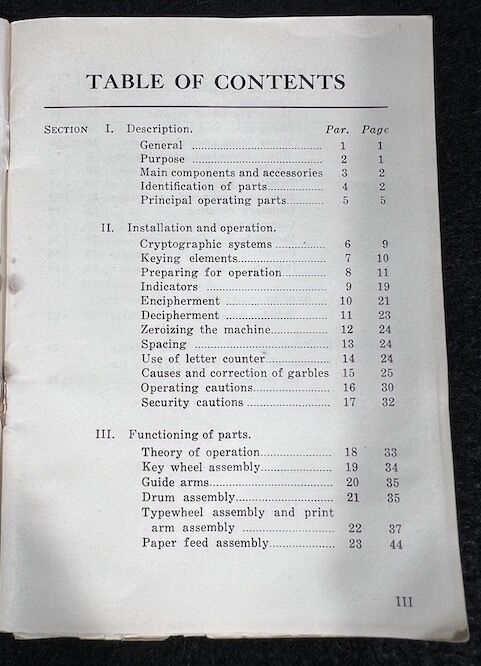 TABLE OF CONTENTS
SECTION I. Description. Par. Page
General ........................................ 1 1
Purpose ........................................ 2 1
Main components and accessories 3 2
Identification of parts................. 4 2
Principal operating parts........... 5 5
II. Installation and operation.
Cryptographic systems ............... 6 9
Keying elements........................... 7 10
Preparing for operation............. 8 11
Indicators ..................................... 9 19
Encipherment ............................... 10 21
Decipherment ............................... 11 23
Zeroizing the machine................. 12 24
Spacing ......................................... 13 24
Use of letter counter ................... 14 24
Causes and correction of garbles 15 25
Operating cautions....................... 16 30
Security cautions ......................... 17 32
III. Functioning of parts.
Theory of operation..................... 18 33
Key wheel assembly..................... 19 34
Guide arms..................................... 20 35
Drum assembly............................. 21 35
Typewheel assembly and print
arm assembly ........................... 22 37
Paper feed assembly................... 23 44
III